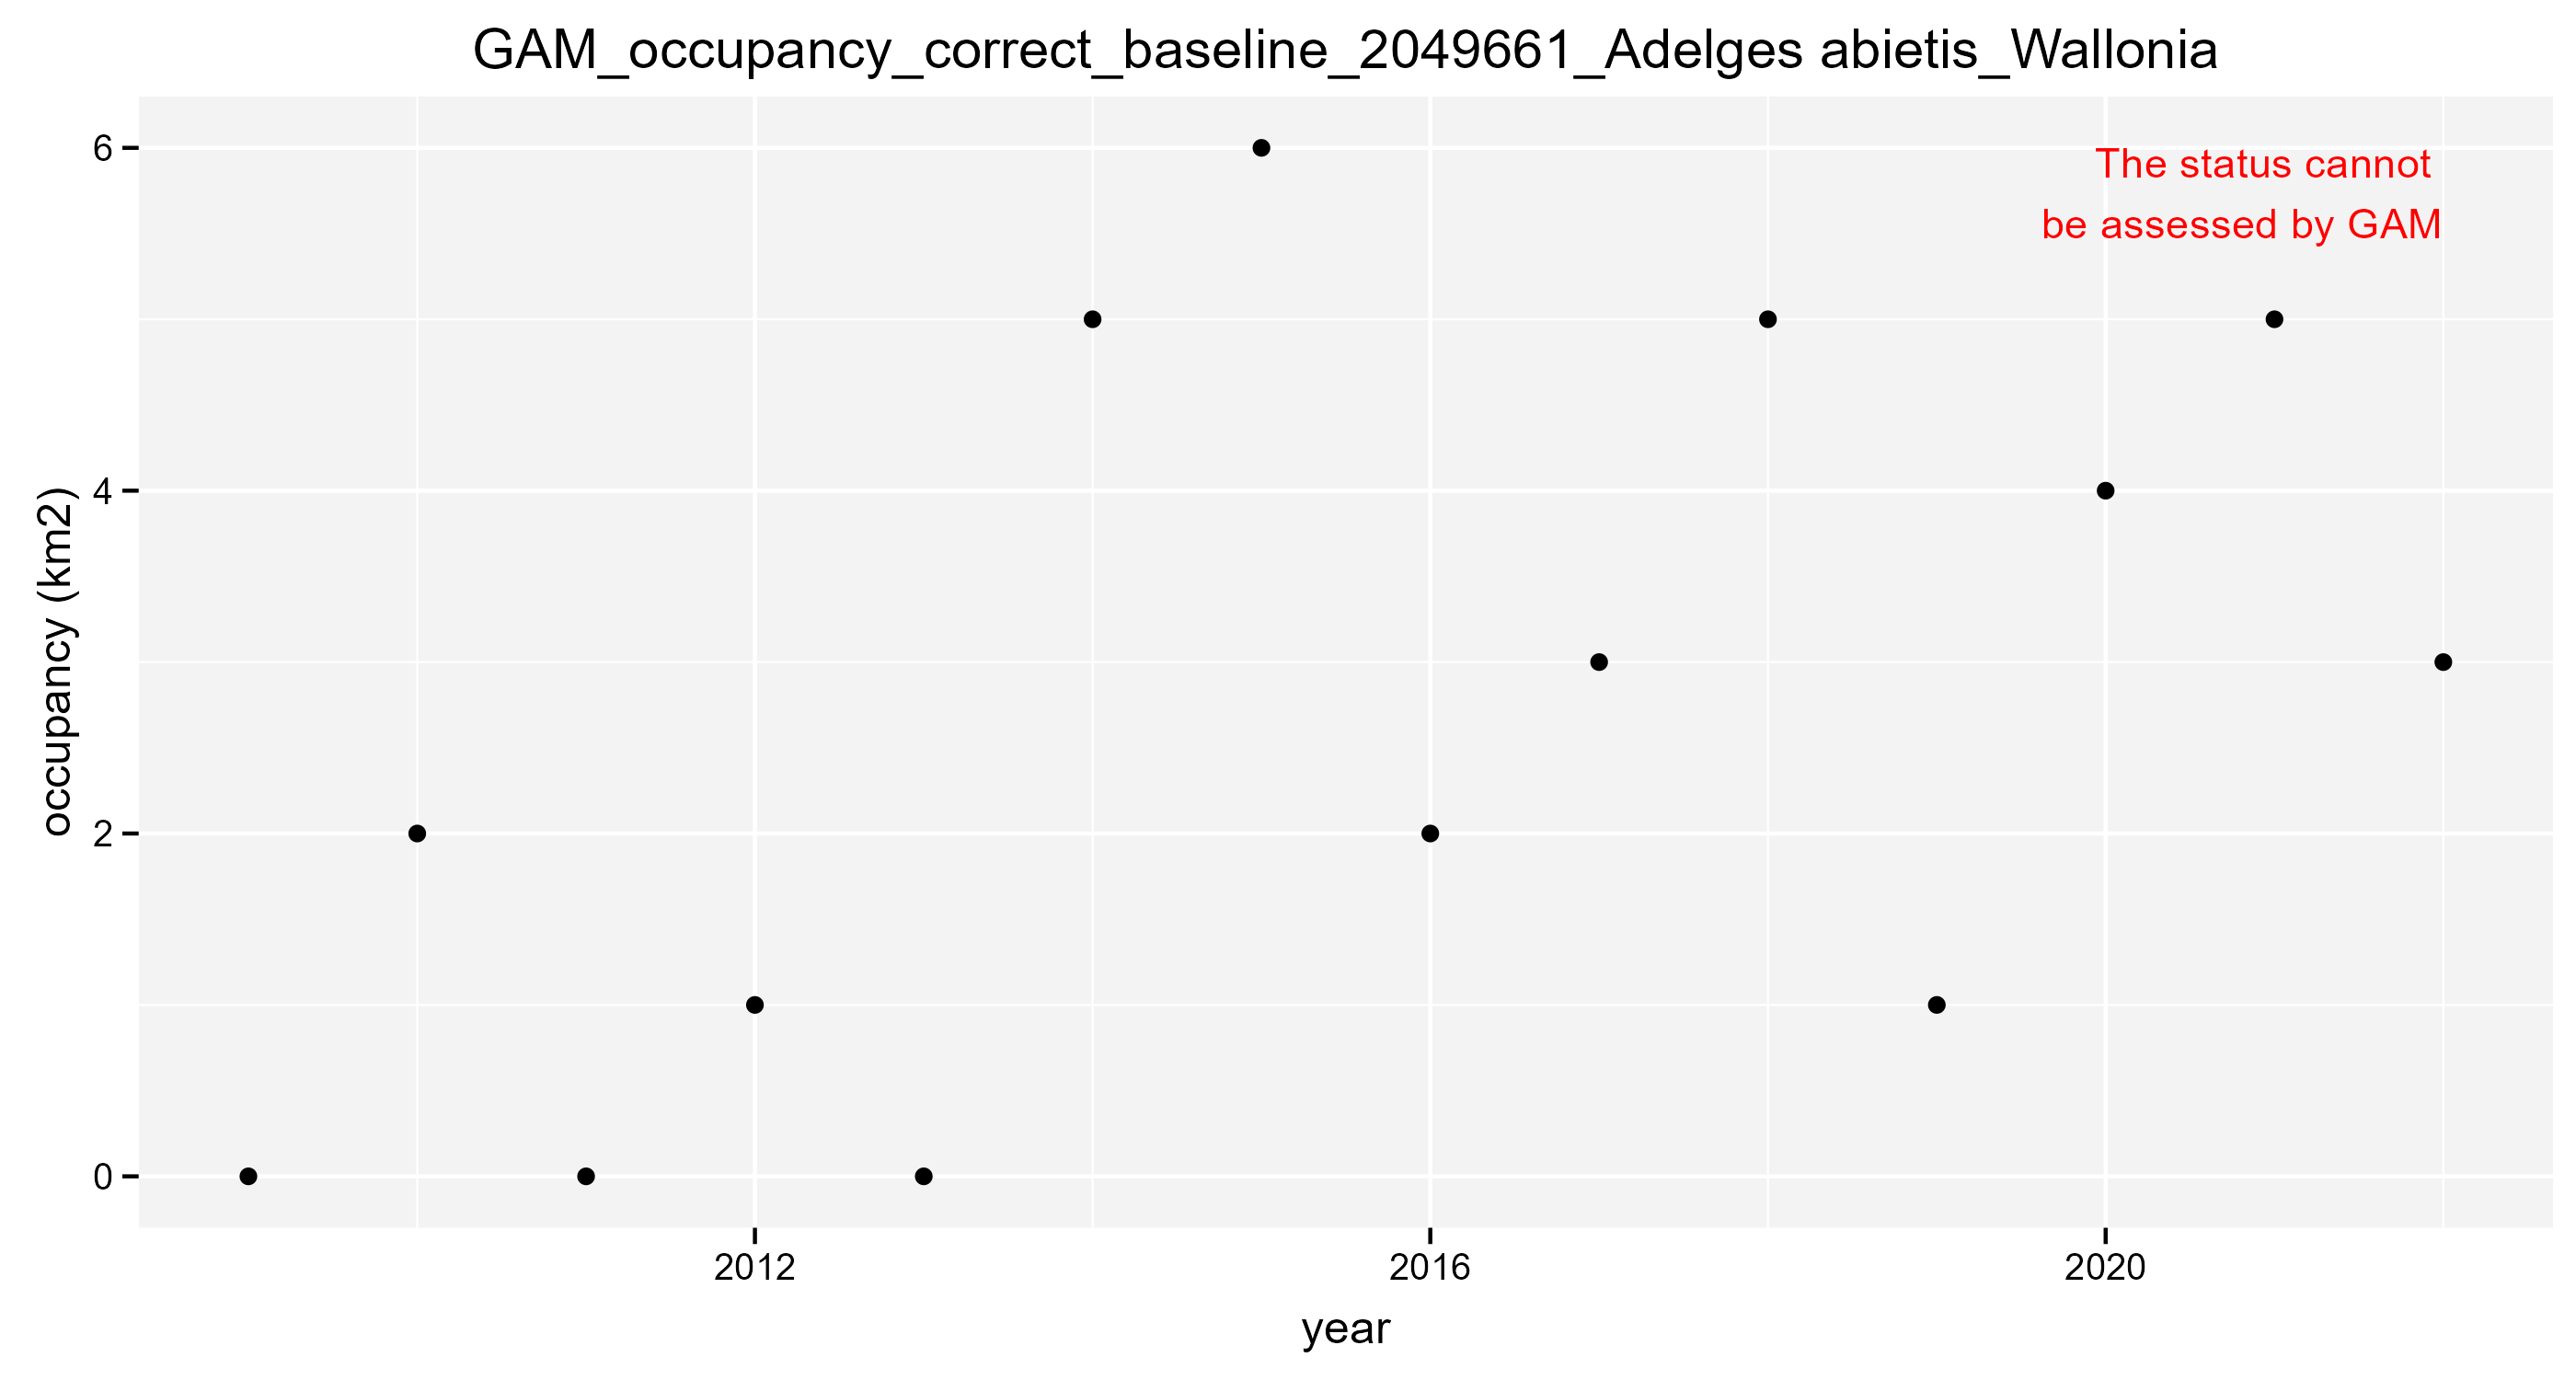 GAM_occupancy_correct_baseline_2049661_Adelges abietis_Wallonia
The status cannot
be assessed by GAM
occupancy (km2)
6
4
2
0
2012
2016
2020
year